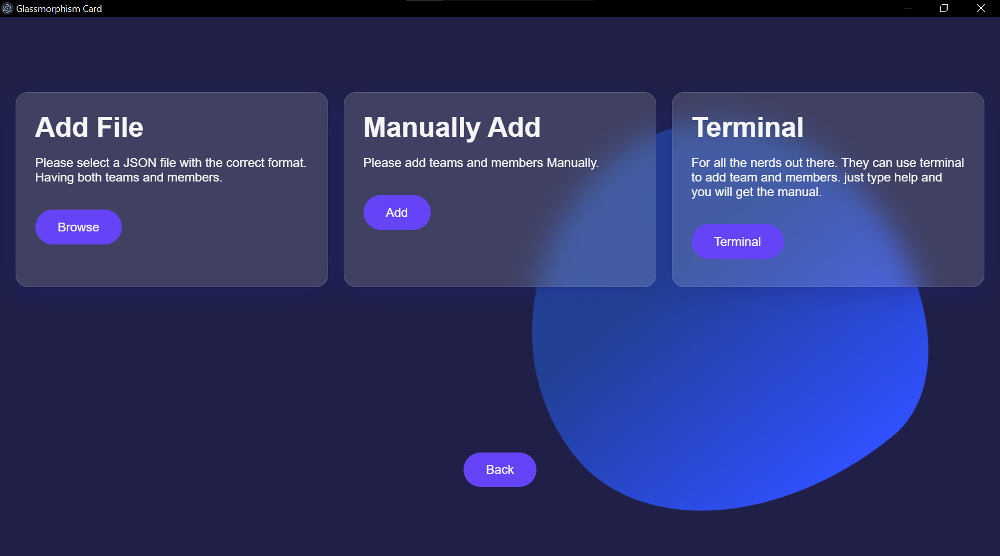 Glassmorphism Card
Add File
Please select a JSON file with the correct format.
Having both teams and members.
Browse
Manually Add
Please add teams and members Manually.
Add
Terminal
For all the nerds out there. They can use terminal
to add team and members. just type help and
you will get the manual.
Terminal
Back